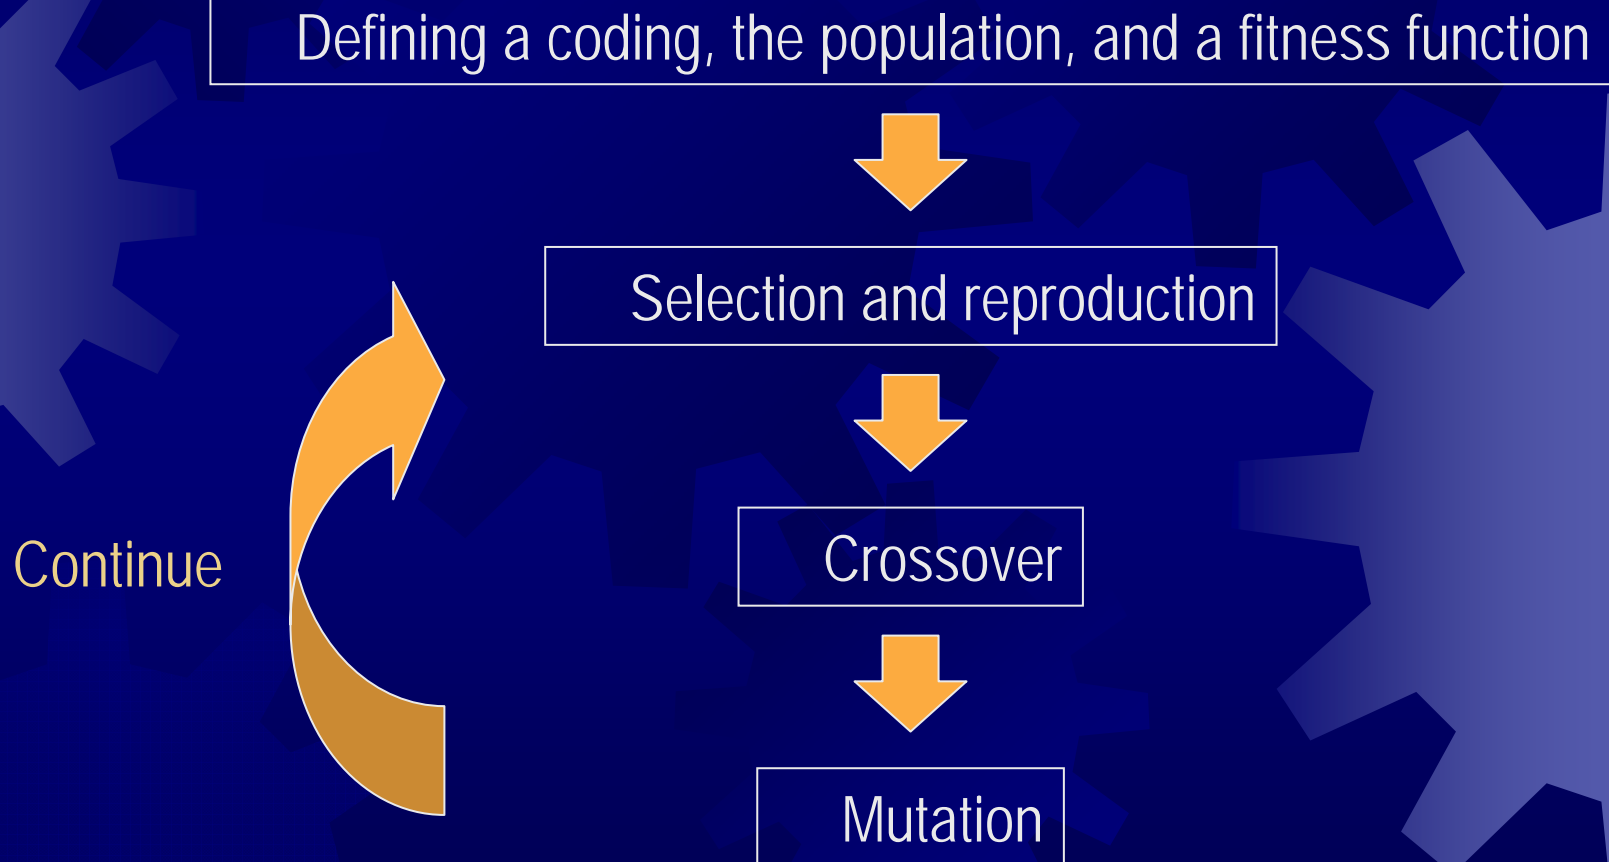 Defining a coding, the population, and a fitness function
Selection and reproduction
Continue
Crossover
Mutation